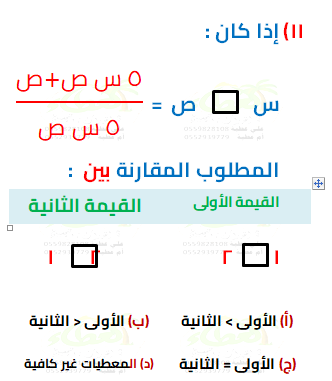 ١١) إذا كان :
س □ ص = (٥ س ص+ص) / (٥ س ص)
المطلوب المقارنة بين :
القيمة الأولى القيمة الثانية
١ □ ٢ ٢ □ ١
(أ) الأولى > الثانية (ب) الأولى < الثانية
(ج) الأولى = الثانية (د) المعطيات غير كافية